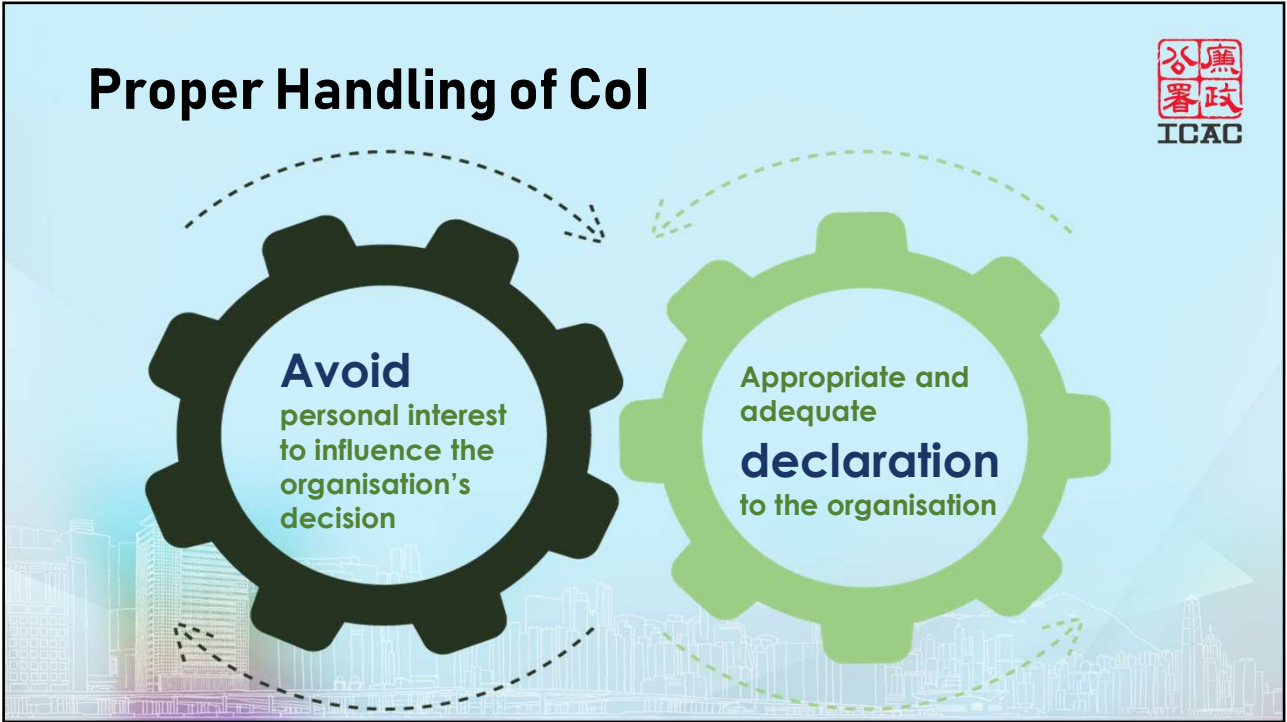 Proper Handling of CoI
廉政
公署
ICAC
Avoid
personal interest
to influence the
organisation's
decision
Appropriate and
adequate
declaration
to the organisation